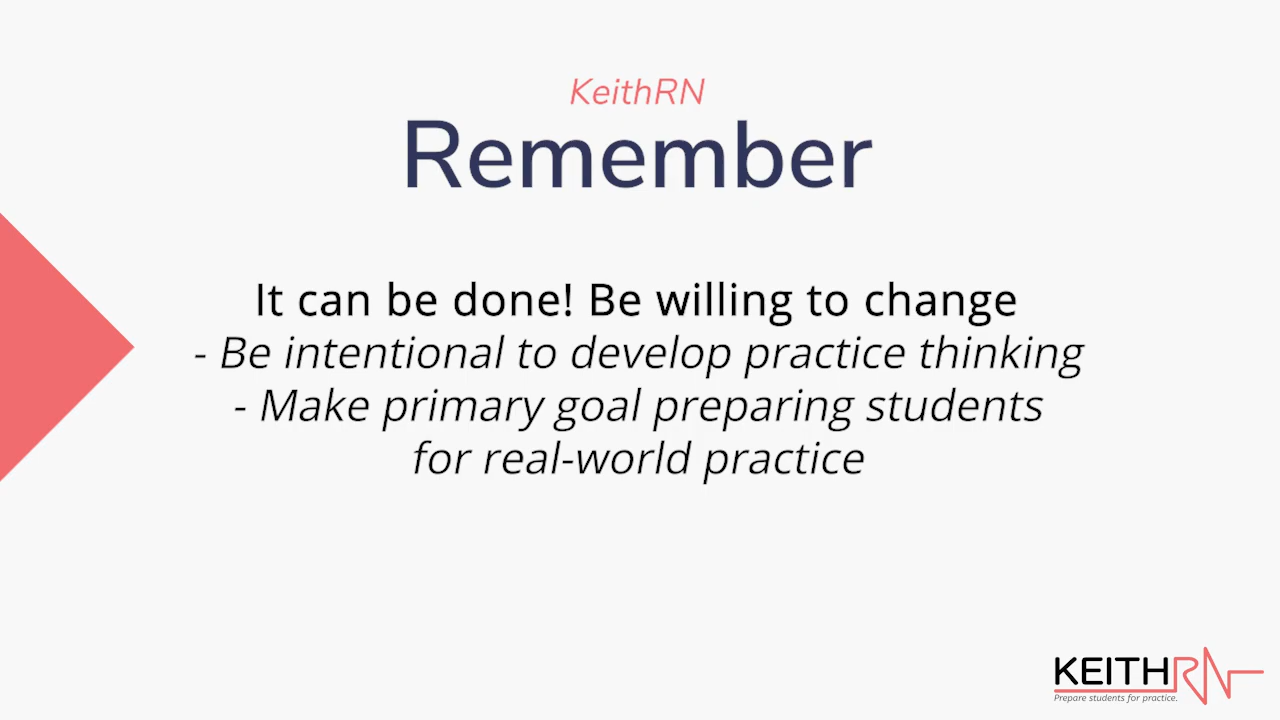 KeithRN
Remember
It can be done! Be willing to change
- Be intentional to develop practice thinking
- Make primary goal preparing students
for real-world practice
KEITHRN
Prepare students for practice.